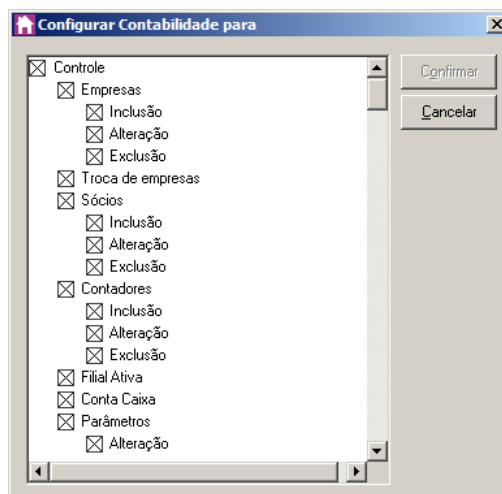 Configurar Contabilidade para
Controle
Empresas
Inclusão
Alteração
Exclusão
Troca de empresas
Sócios
Inclusão
Alteração
Exclusão
Contadores
Inclusão
Alteração
Exclusão
Filial Ativa
Conta Caixa
Parâmetros
Alteração
Confirmar
Cancelar